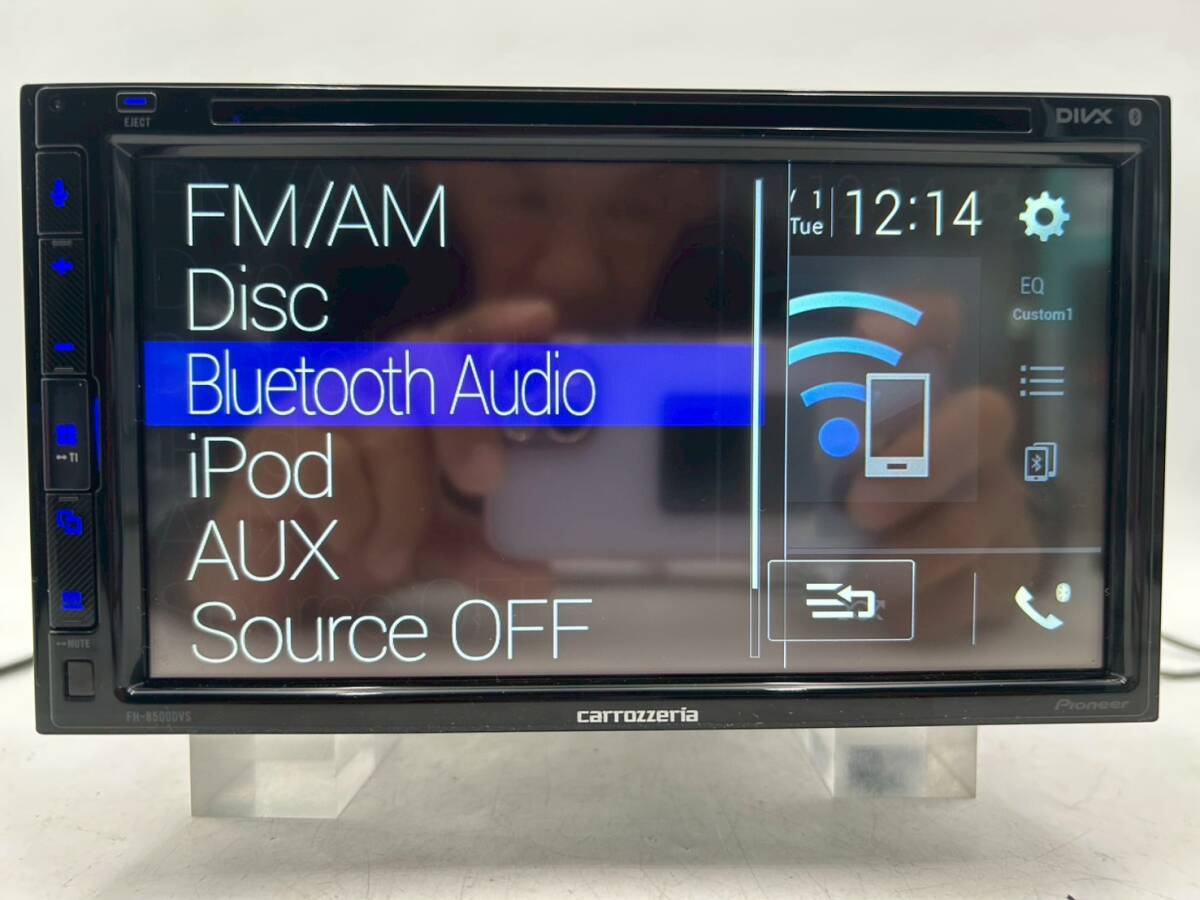 EJECT
DIVX
FM/AM
Disc
Bluetooth Audio
iPod
AUX
Source OFF
/ 1
Tue
12:14
EQ
Custom1
MUTE
FH-8500DVS
carrozzeria
Pioneer